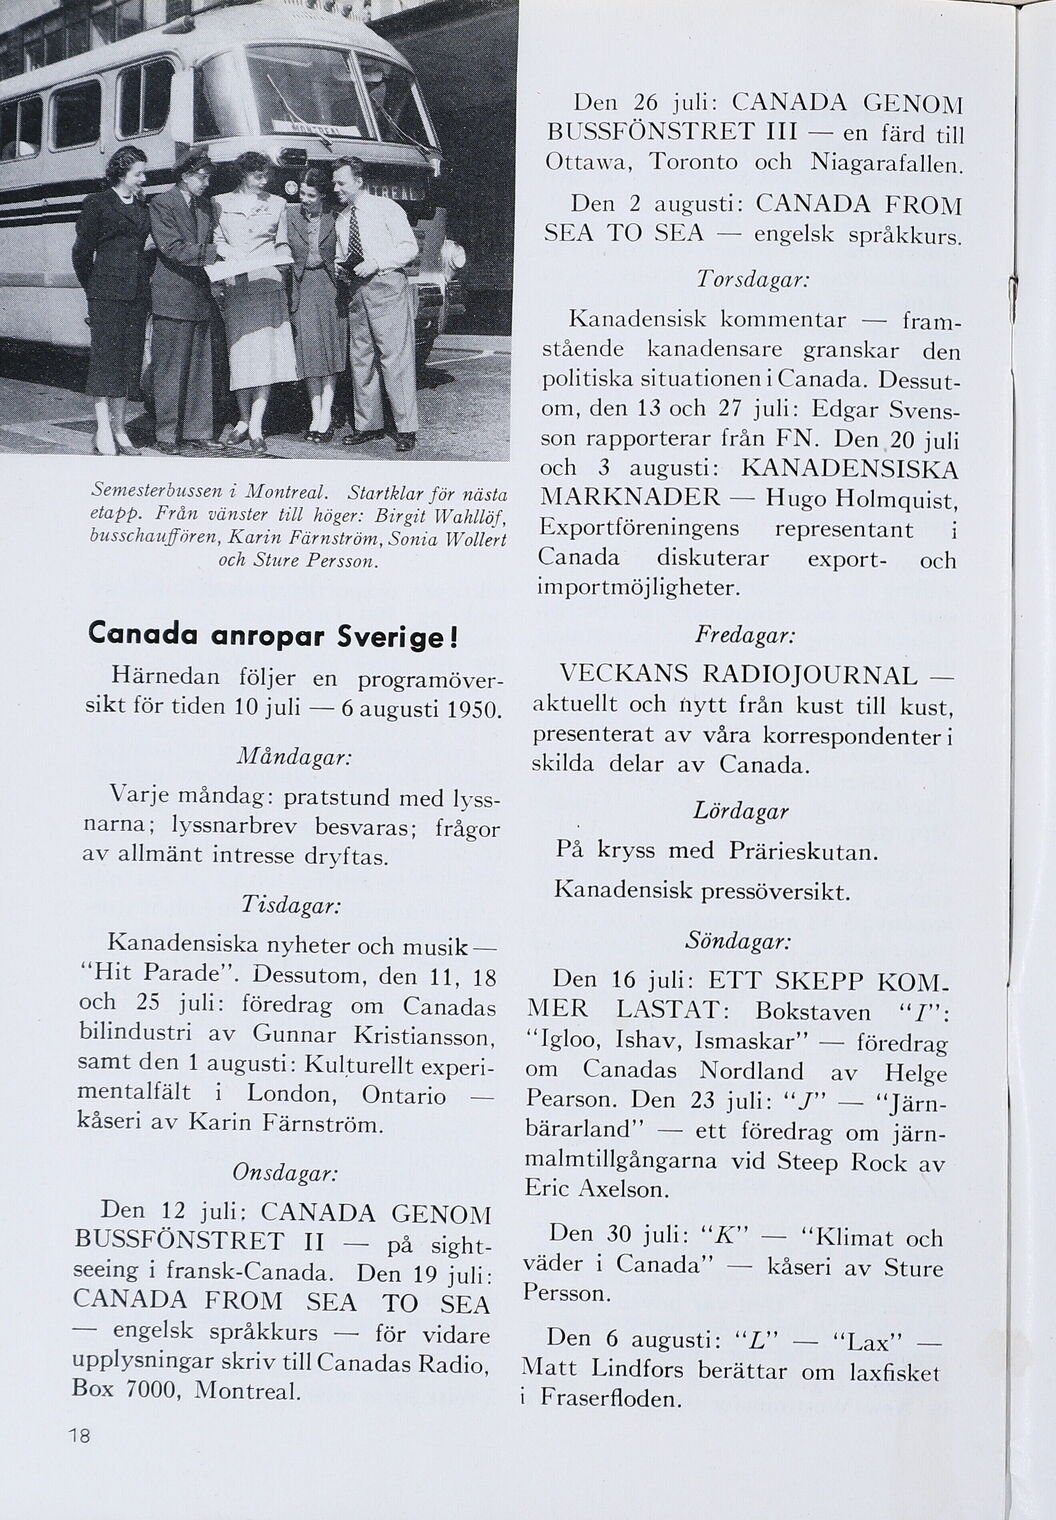 MONTREAL
MTREAL
Semesterbussen i Montreal. Startklar för nästa
etapp. Från vänster till höger: Birgit Wahllöf,
busschauffören, Karin Färnström, Sonia Wollert
och Sture Persson.
Canada anropar Sverige!
Härnedan följer en programöver-
sikt för tiden 10 juli — 6 augusti 1950.
Måndagar:
Varje måndag: pratstund med lyss-
narna; lyssnarbrev besvaras; frågor
av allmänt intresse dryftas.
Tisdagar:
Kanadensiska nyheter och musik —
“Hit Parade”. Dessutom, den 11, 18
och 25 juli: föredrag om Canadas
bilindustri av Gunnar Kristiansson,
samt den 1 augusti: Kulturellt experi-
mentalfält i London, Ontario —
kåseri av Karin Färnström.
Onsdagar:
Den 12 juli: CANADA GENOM
BUSSFÖNSTRET II — på sight-
seeing i fransk-Canada. Den 19 juli:
CANADA FROM SEA TO SEA
— engelsk språkkurs — för vidare
upplysningar skriv till Canadas Radio,
Box 7000, Montreal.
18
Den 26 juli: CANADA GENOM
BUSSFÖNSTRET III — en färd till
Ottawa, Toronto och Niagarafallen.
Den 2 augusti: CANADA FROM
SEA TO SEA — engelsk språkkurs.
Torsdagar:
Kanadensisk kommentar — fram-
stående kanadensare granskar den
politiska situationen i Canada. Dessut-
om, den 13 och 27 juli: Edgar Svens-
son rapporterar från FN. Den 20 juli
och 3 augusti: KANADENSISKA
MARKNADER — Hugo Holmquist,
Exportföreningens representant i
Canada diskuterar export- och
importmöjligheter.
Fredagar:
VECKANS RADIOJOURNAL —
aktuellt och nytt från kust till kust,
presenterat av våra korrespondenter i
skilda delar av Canada.
Lördagar
På kryss med Prärieskutan.
Kanadensisk pressöversikt.
Söndagar:
Den 16 juli: ETT SKEPP KOM-
MER LASTAT: Bokstaven “I”:
“Igloo, Ishav, Ismaskar” — föredrag
om Canadas Nordland av Helge
Pearson. Den 23 juli: “J” — “Järn-
bärarland” — ett föredrag om järn-
malmtillgångarna vid Steep Rock av
Eric Axelson.
Den 30 juli: “K” — “Klimat och
väder i Canada” — kåseri av Sture
Persson.
Den 6 augusti: “L” — “Lax” —
Matt Lindfors berättar om laxfisket
i Fraserfloden.